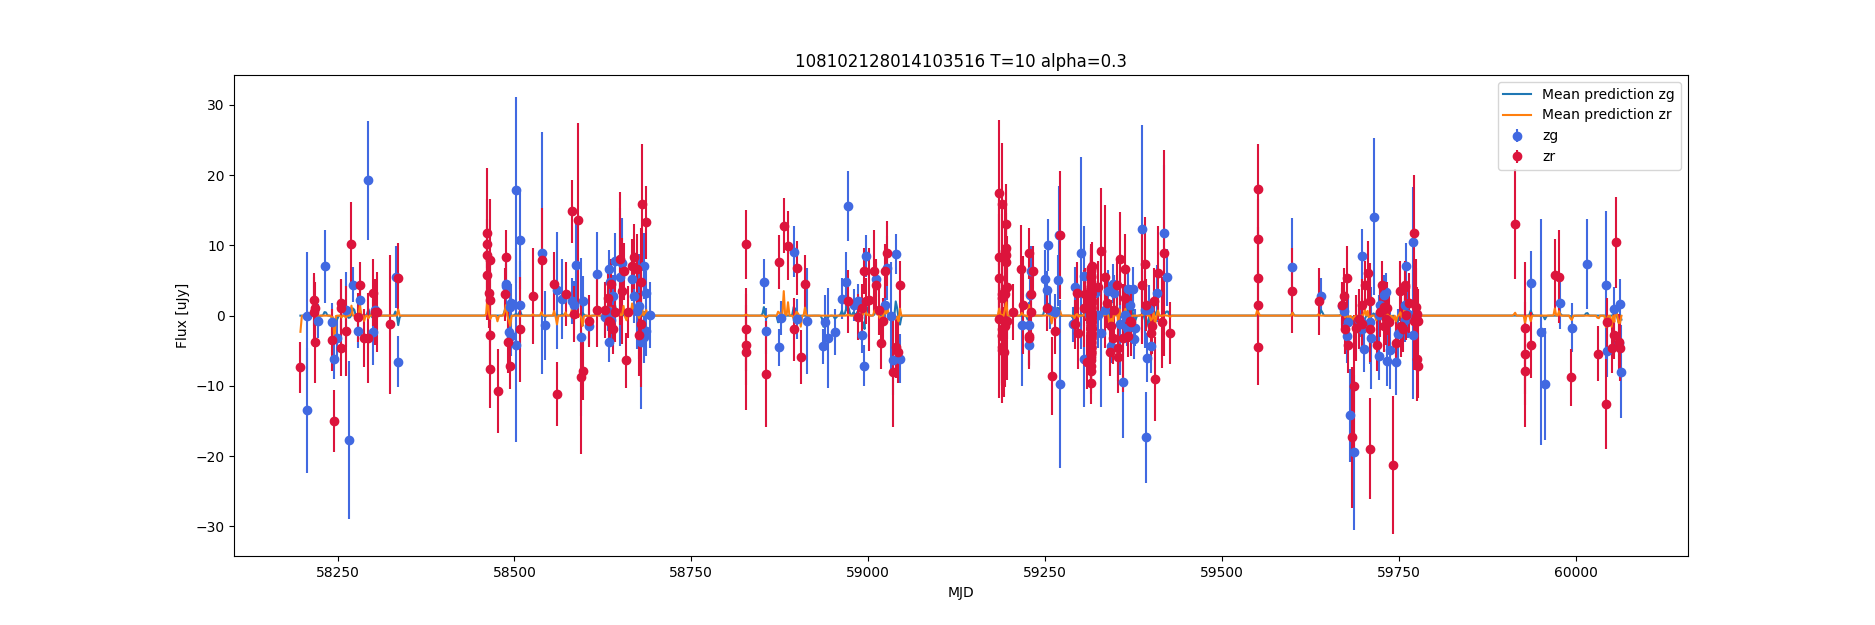 108102128014103516 T=10 alpha=0.3
Mean prediction zg
Mean prediction zr
zg
zr
Flux [uJy]
30
20
10
0
−10
−20
−30
58250
58500
58750
59000
59250
59500
59750
60000
MJD